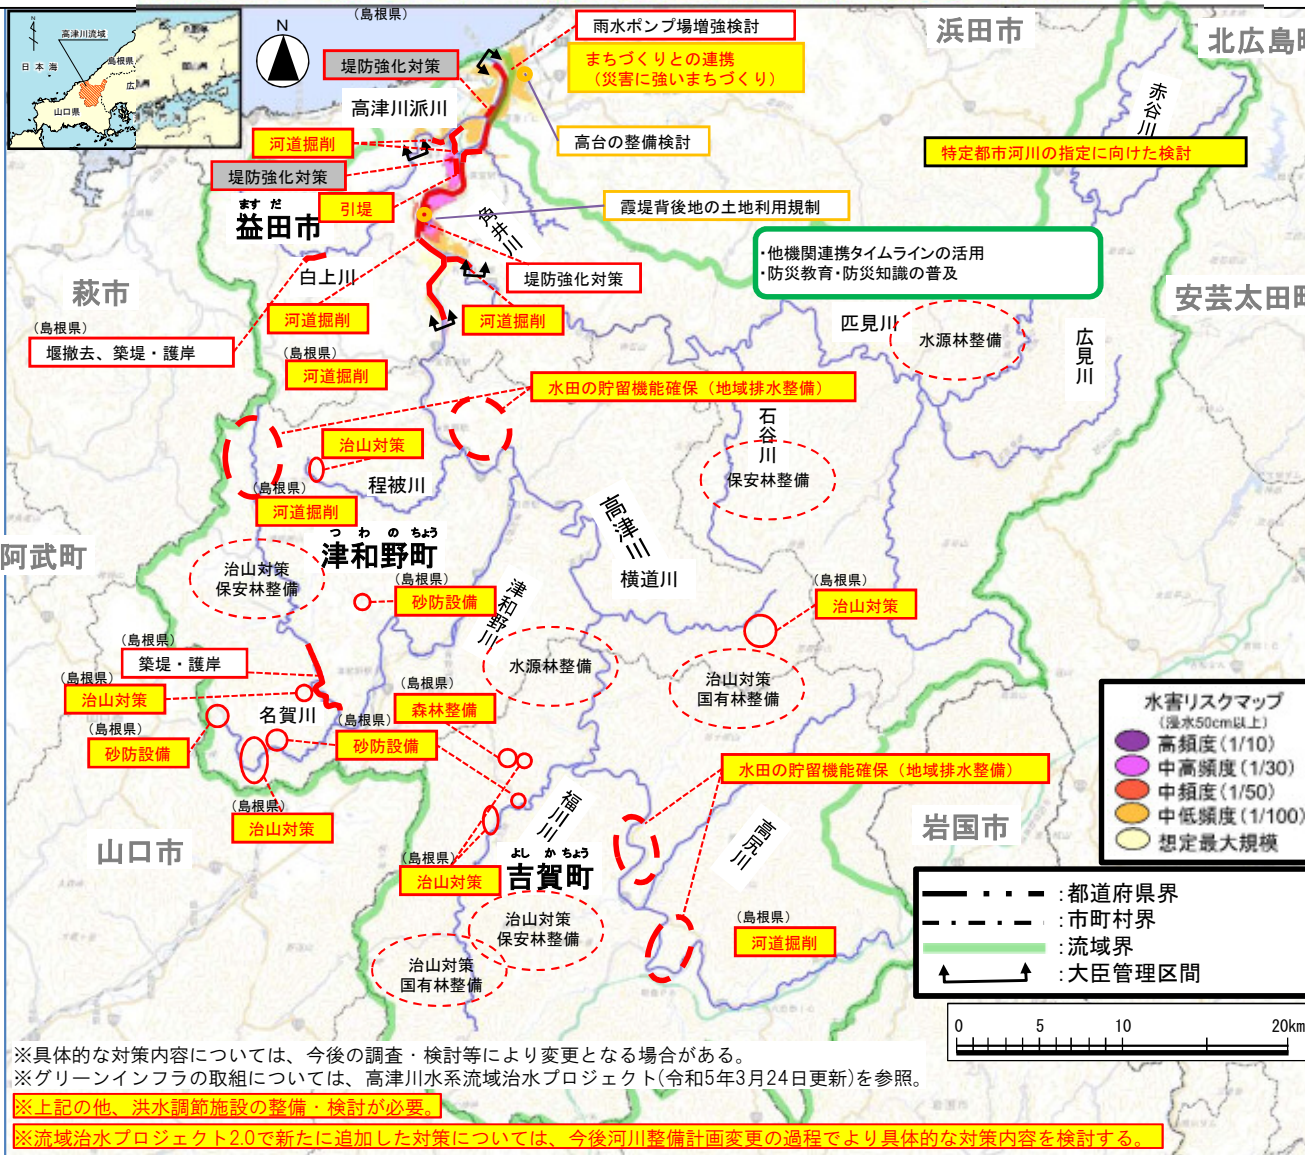 高津川流域
日本海
島根県
広島
山口県
N
N
(島根県)
雨水ポンプ場増強検討
まちづくりとの連携
(災害に強いまちづくり)
堤防強化対策
高津川派川
高台の整備検討
河道掘削
堤防強化対策
引堤
霞堤背後地の土地利用規制
ますだ
益田市
角井川
堤防強化対策
白上川
河道掘削
河道掘削
浜田市
北広島町
赤谷川
特定都市河川の指定に向けた検討
・他機関連携タイムラインの活用
・防災教育・防災知識の普及
安芸太田町
萩市
(島根県)
堰撤去、築堤・護岸
(島根県)
河道掘削
匹見川
水源林整備
広見川
水田の貯留機能確保(地域排水整備)
石谷川
保安林整備
治山対策
程彼川
(島根県)
河道掘削
高津川
つわのちょう
津和野町
阿武町
治山対策
保安林整備
横道川
(島根県)
砂防設備
津和野川
(島根県)
治山対策
(島根県)
築堤・護岸
水源林整備
治山対策
国有林整備
(島根県)
治山対策
名賀川
(島根県)
森林整備
(島根県)
砂防設備
(島根県)
砂防設備
水田の貯留機能確保(地域排水整備)
(島根県)
治山対策
福川川
高尻川
山口市
岩国市
(島根県)
治山対策
よしかちょう
吉賀町
治山対策
保安林整備
治山対策
国有林整備
(島根県)
河道掘削
水害リスクマップ
(浸水50cm以上)
高頻度(1/10)
中高頻度(1/30)
中頻度(1/50)
中低頻度(1/100)
想定最大規模
:都道府県界
:市町村界
:流域界
:大臣管理区間
0 5 10 20km
※具体的な対策内容については、今後の調査・検討等により変更となる場合がある。
※グリーンインフラの取組については、高津川水系流域治水プロジェクト(令和5年3月24日更新)を参照。
※上記の他、洪水調節施設の整備・検討が必要。
※流域治水プロジェクト2.0で新たに追加した対策については、今後河川整備計画変更の過程でより具体的な対策内容を検討する。